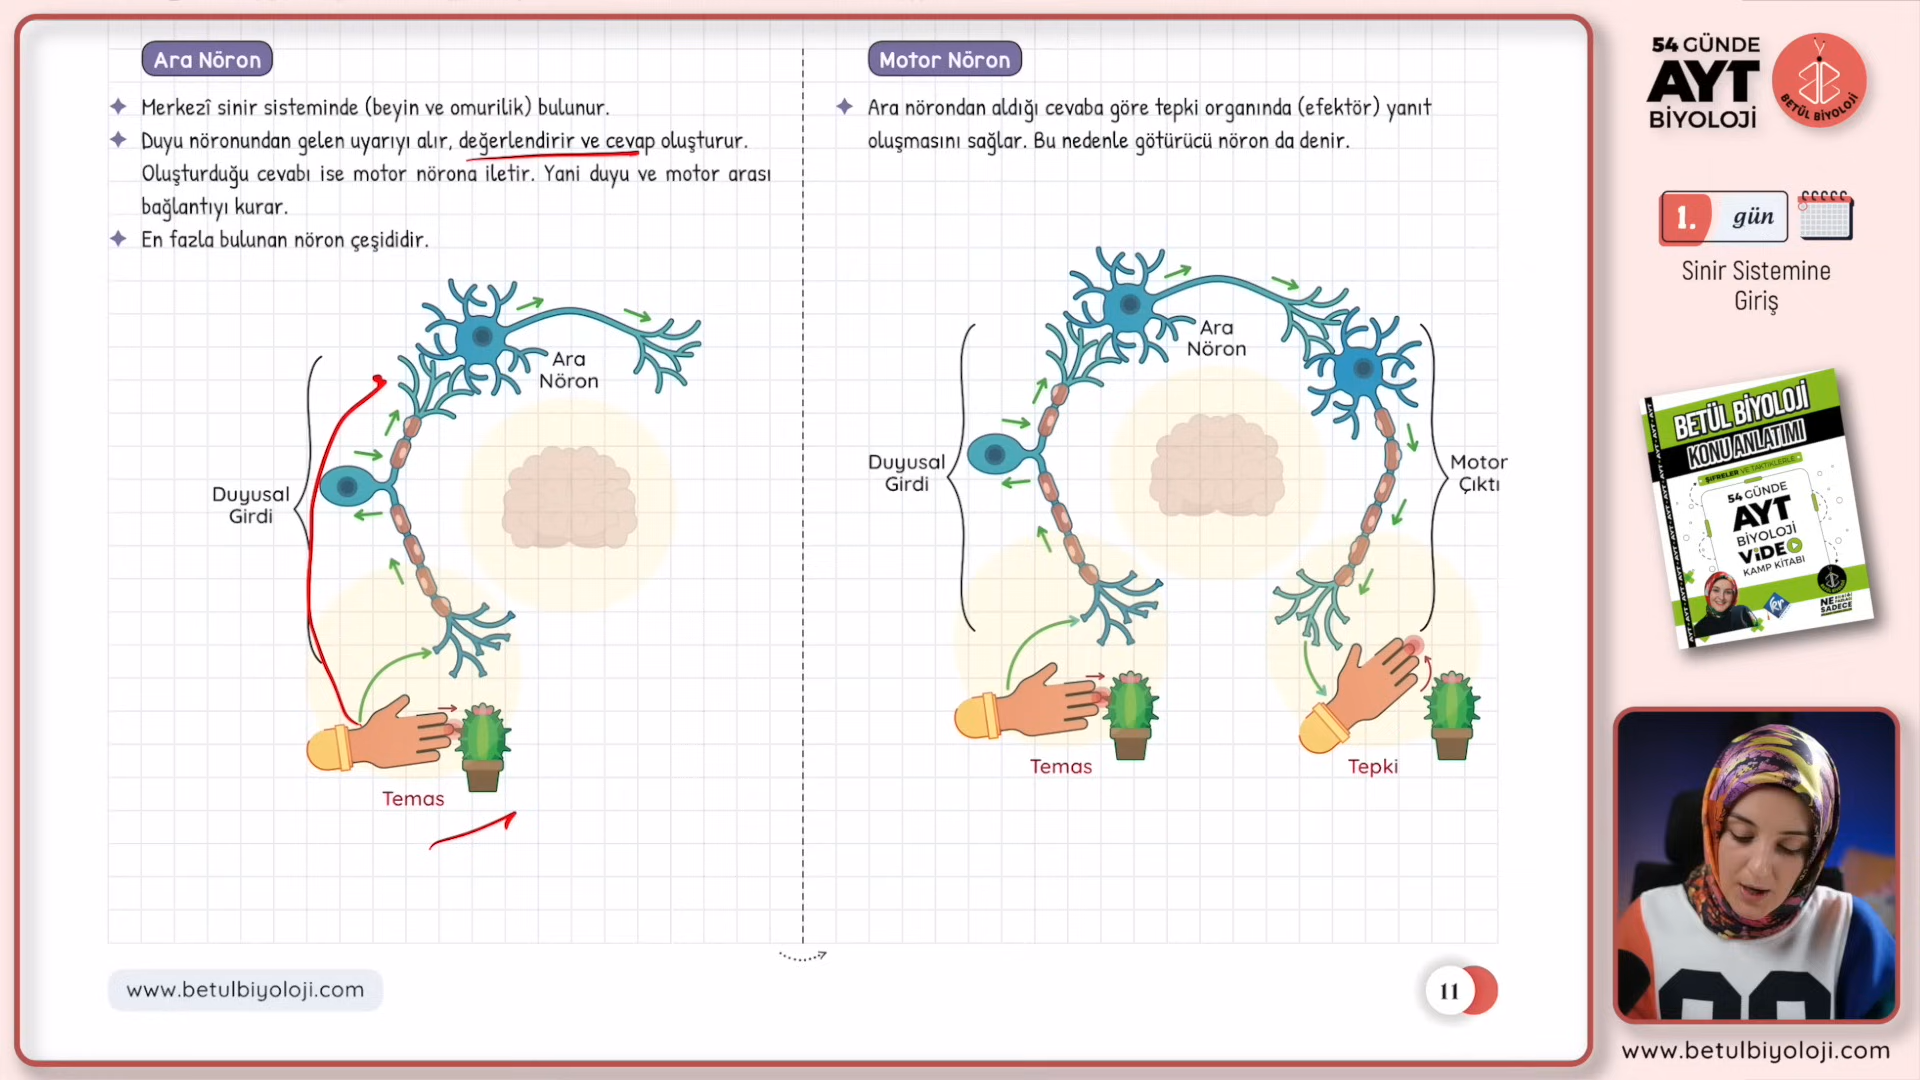 Ara Nöron
Merkezî sinir sisteminde (beyin ve omurilik) bulunur.
Duyu nöronundan gelen uyarıyı alır, değerlendirir ve cevap oluşturur.
Oluşturduğu cevabı ise motor nörona iletir. Yani duyu ve motor arası
bağlantıyı kurar.
En fazla bulunan nöron çeşididir.
Ara
Nöron
Duyusal
Girdi
Temas
Motor Nöron
Ara nörondan aldığı cevaba göre tepki organında (efektör) yanıt
oluşmasını sağlar. Bu nedenle götürücü nöron da denir.
Ara
Nöron
Duyusal
Girdi
Motor
Çıktı
Temas
Tepki
www.betulbiyoloji.com
11
54 GÜNDE
AYT
BİYOLOJİ
BETÜL BİYOLOJİ
1. gün
Sinir Sistemine
Giriş
BETÜL BİYOLOJİ
KONU ANLATIMI
ŞİFRELER VE TAKTİKLERLE
54 GÜNDE
AYT
BİYOLOJİ
VİDEO
KAMP KİTABI
www.betulbiyoloji.com